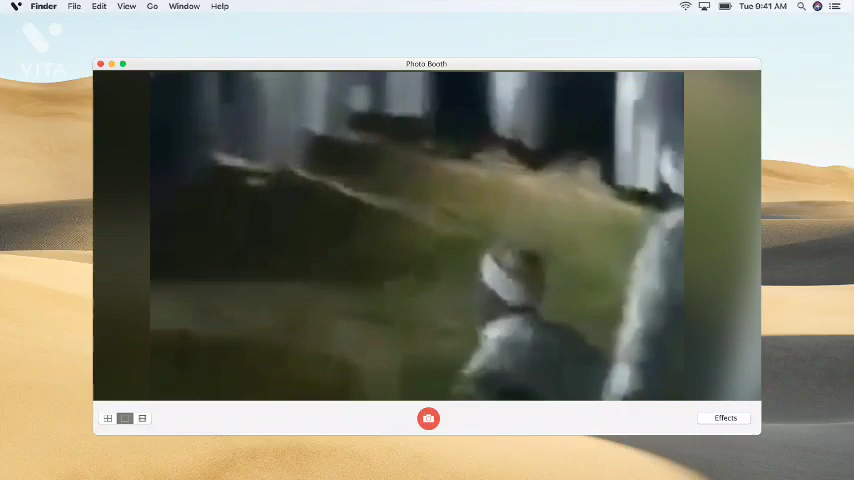 Finder File Edit View Go Window Help Tue 9:41 AM
VITA
Photo Booth
Effects